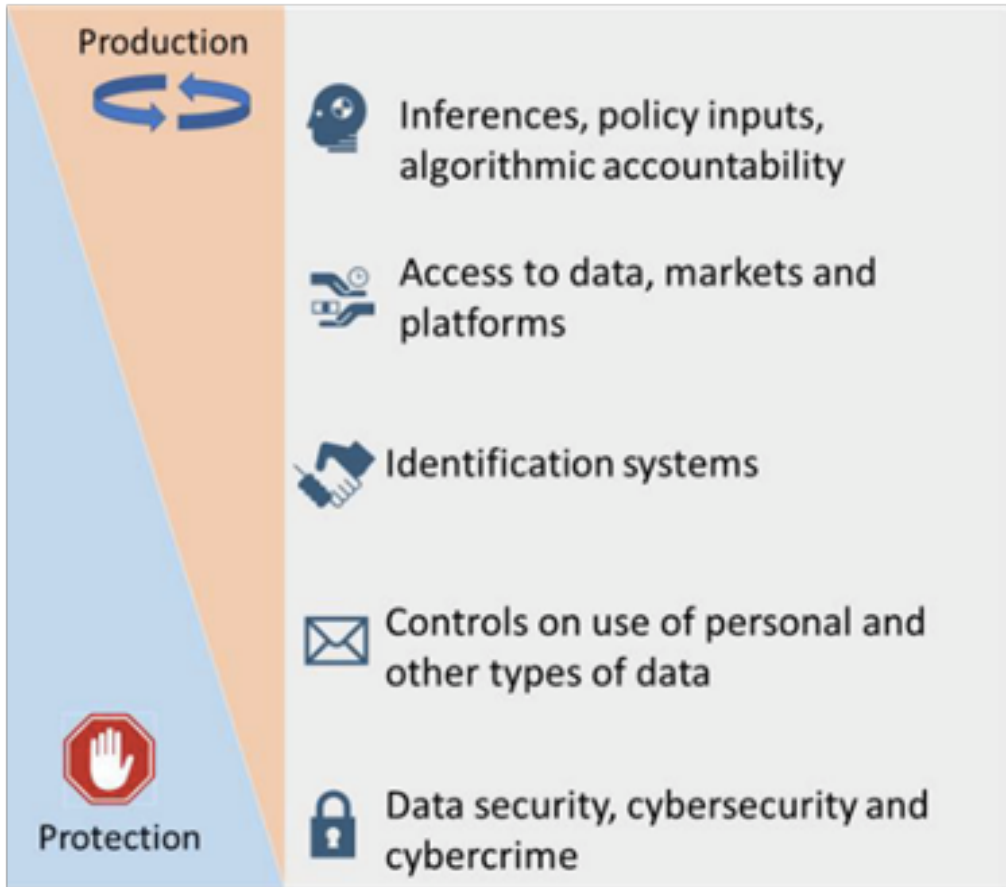 Production
Inferences, policy inputs,
algorithmic accountability
Access to data, markets and
platforms
Identification systems
Controls on use of personal and
other types of data
Protection
Data security, cybersecurity and
cybercrime